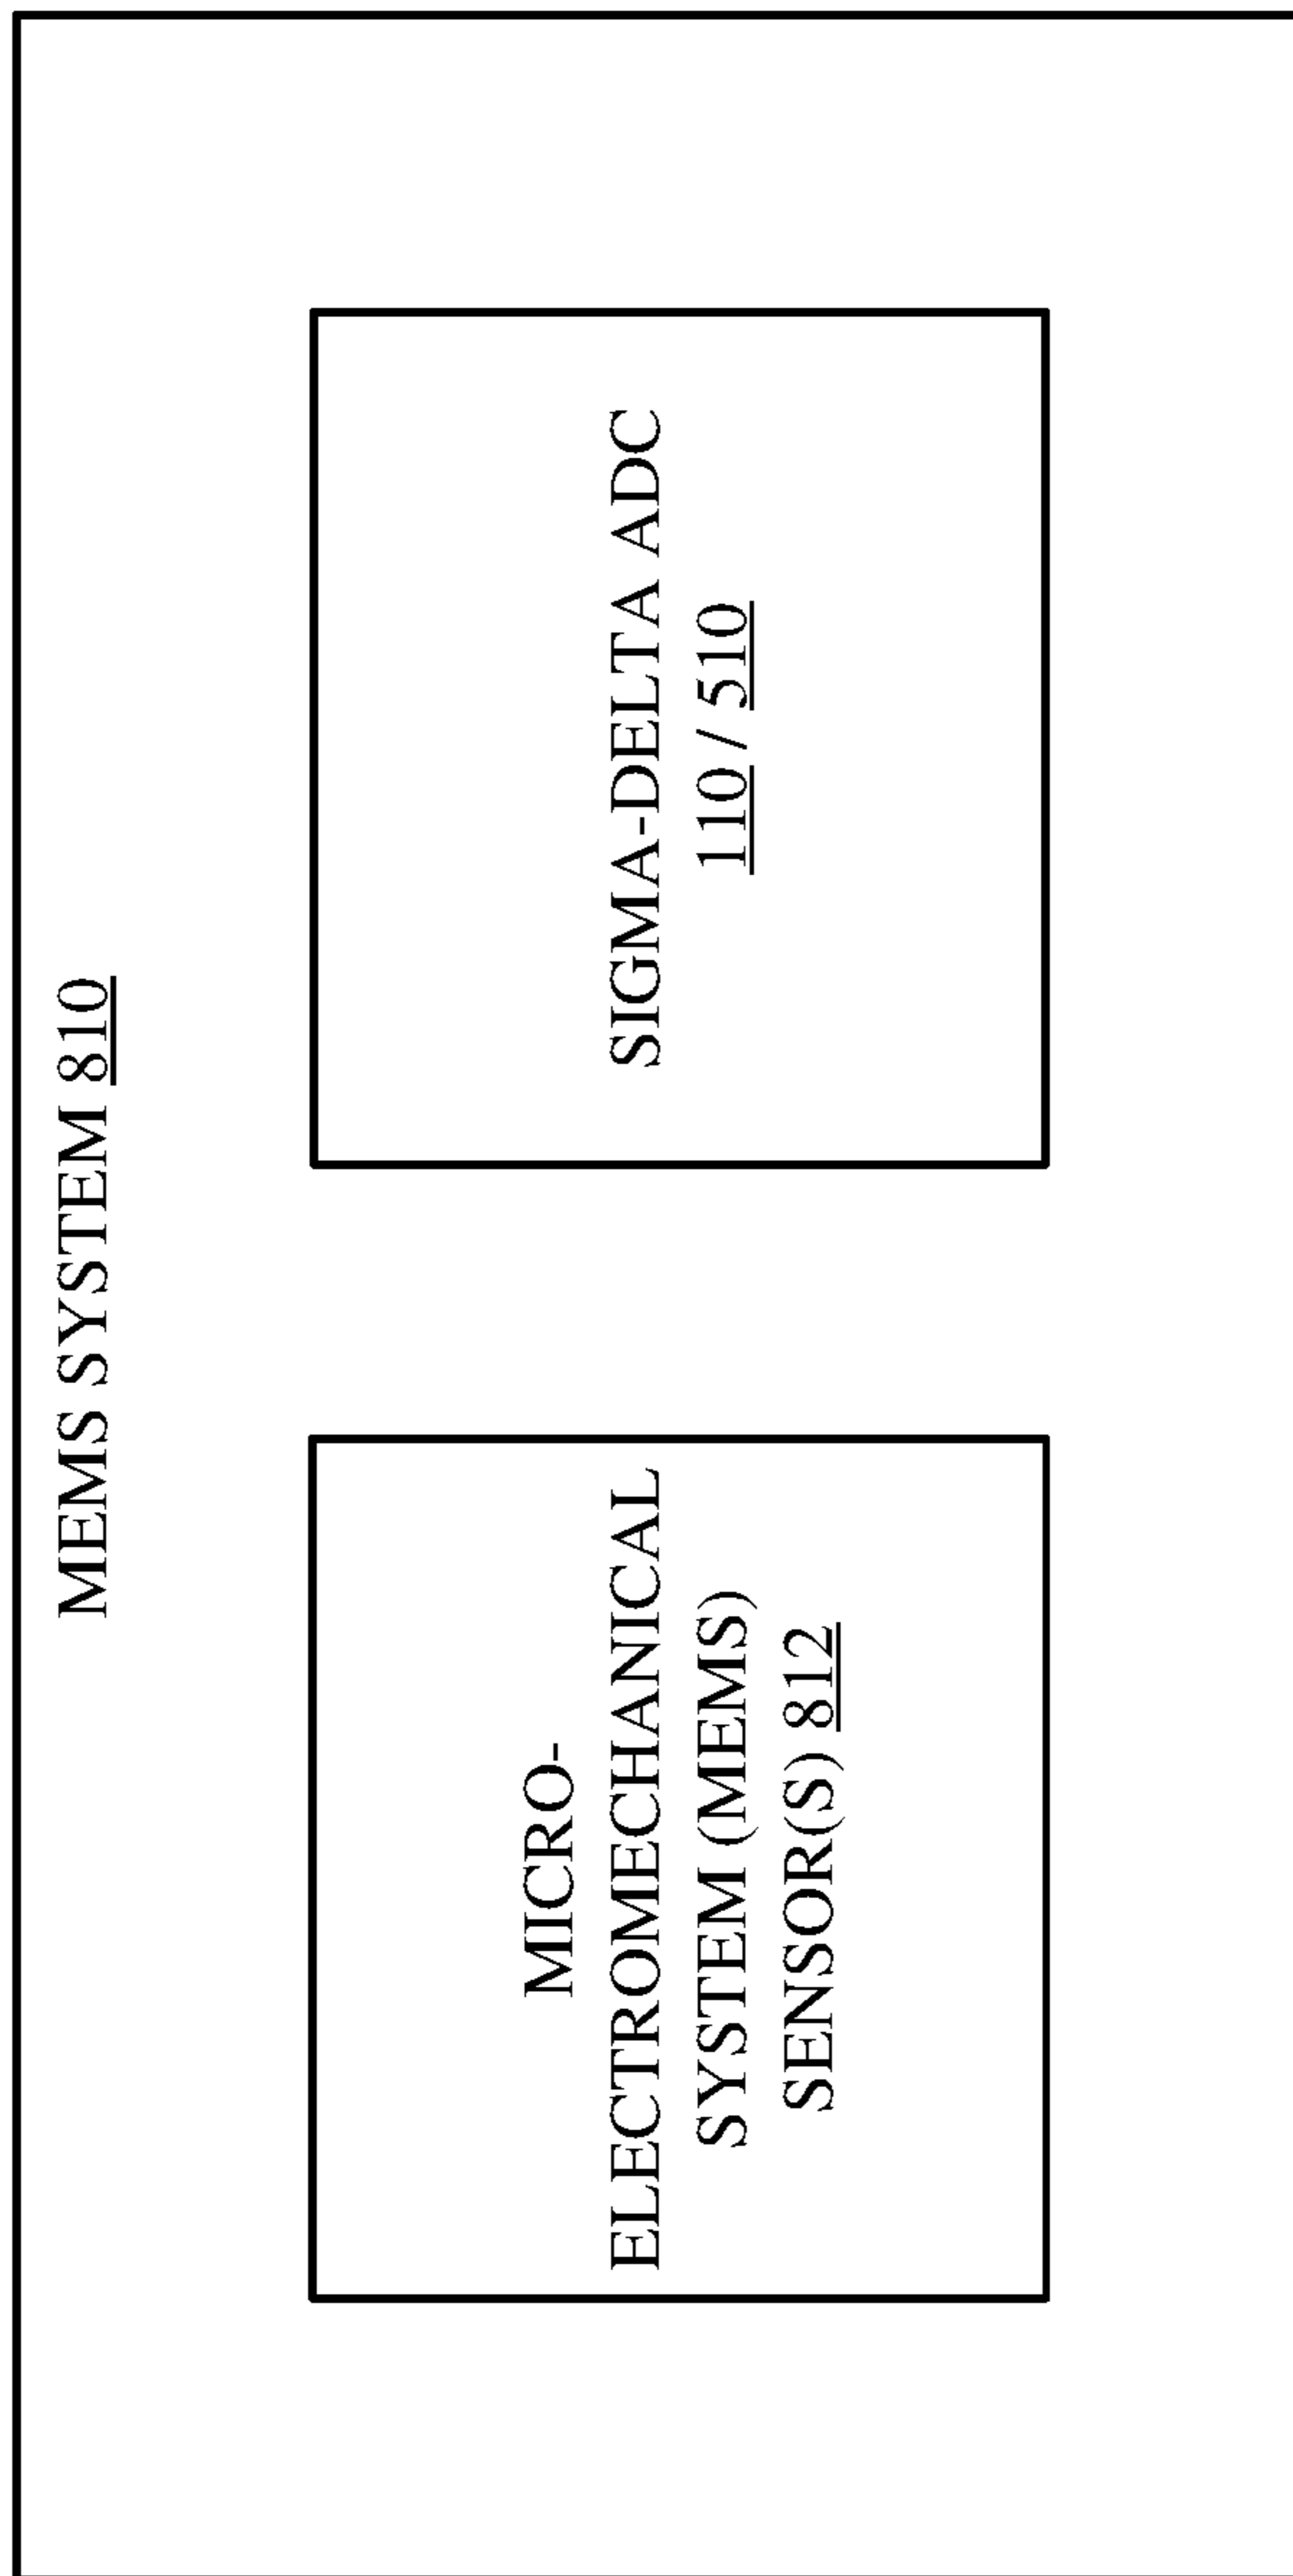 MEMS SYSTEM 810
MICRO-
ELECTROMECHANICAL
SYSTEM (MEMS)
SENSOR(S) 812
SIGMA-DELTA ADC
110 / 510